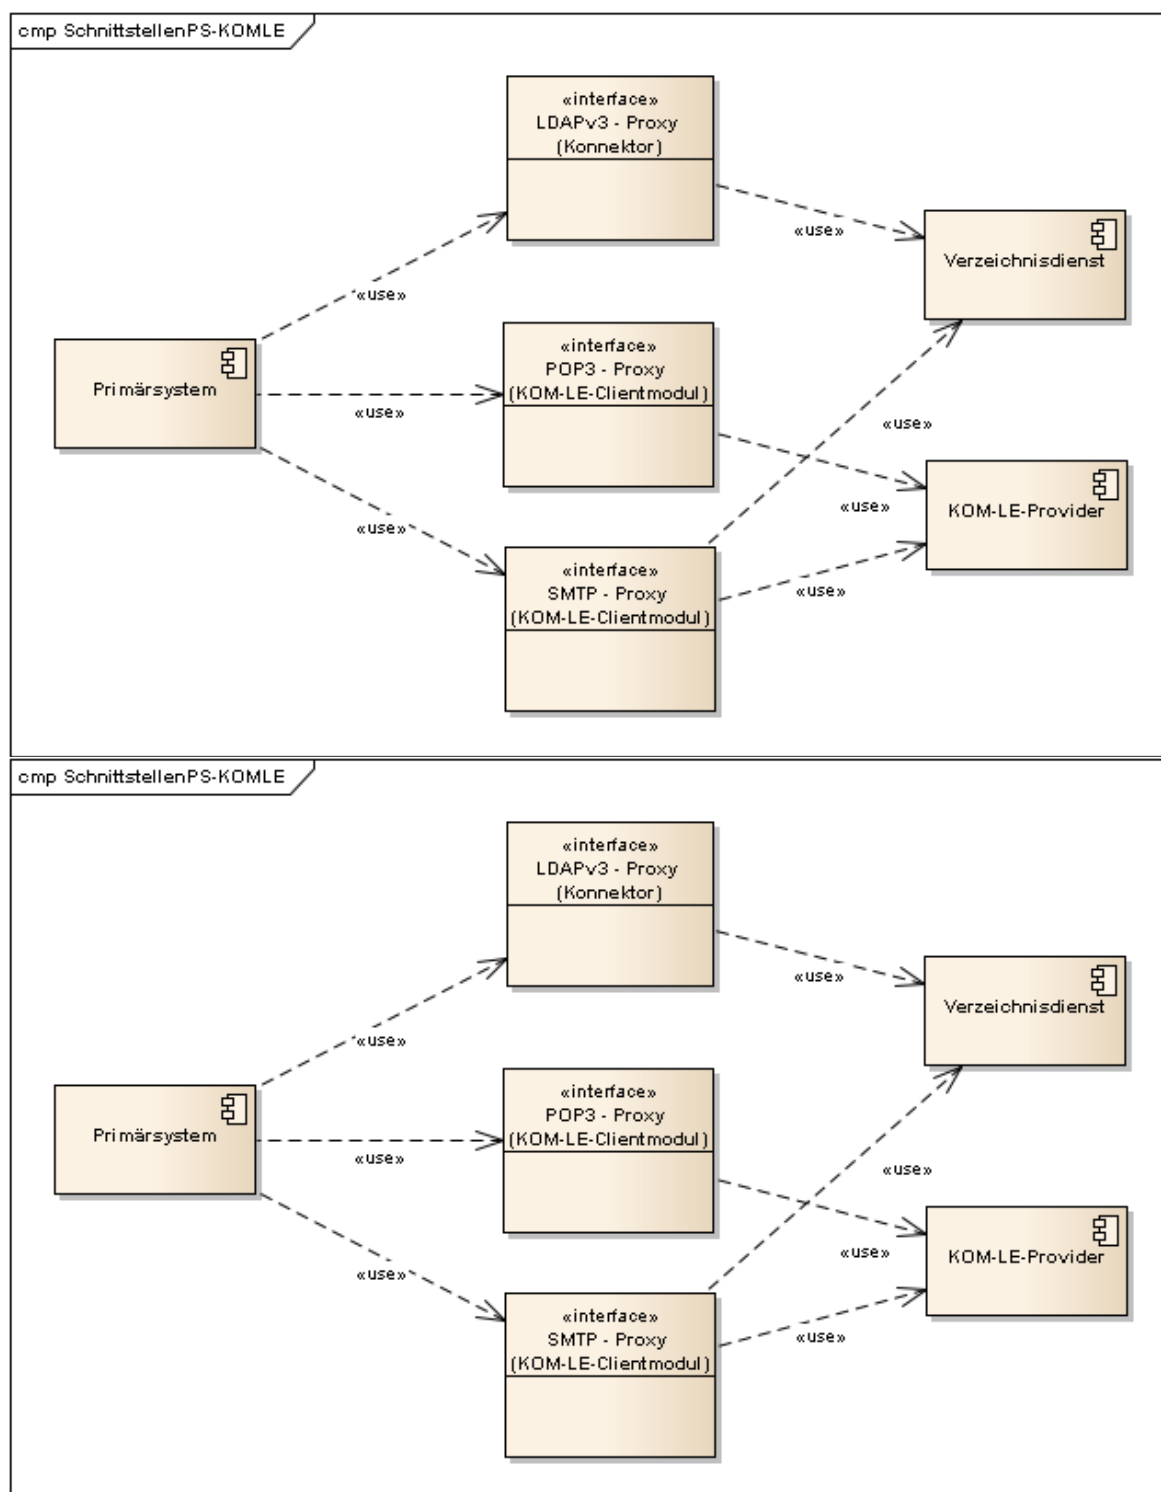 cmp SchnittstellenPS-KOMLE
«interface»
LDAPv3 - Proxy
(Konnektor)
«use»
Verzeichnisdienst
«use»
«interface»
POP3 - Proxy
(KOM-LE-Clientmodul)
Primärsystem
«use»
«use»
«use»
KOM-LE-Provider
«use»
«interface»
SMTP - Proxy
(KOM-LE-Clientmodul)
«use»
cmp SchnittstellenPS-KOMLE
«interface»
LDAPv3 - Proxy
(Konnektor)
«use»
Verzeichnisdienst
«use»
«interface»
POP3 - Proxy
(KOM-LE-Clientmodul)
Primärsystem
«use»
«use»
«use»
KOM-LE-Provider
«use»
«interface»
SMTP - Proxy
(KOM-LE-Clientmodul)
«use»